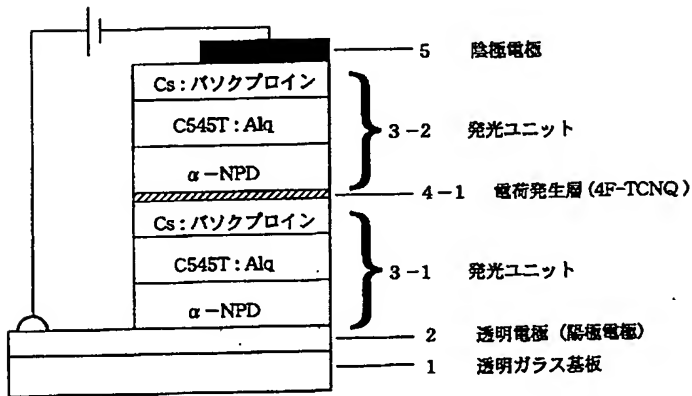 5 陰極電極
Cs:バソクプロイン
C545T:Alq
3-2 発光ユニット
α-NPD
4-1 電荷発生層(4F-TCNQ)
Cs:バソクプロイン
C545T:Alq
3-1 発光ユニット
α-NPD
2 透明電極(陽極電極)
1 透明ガラス基板